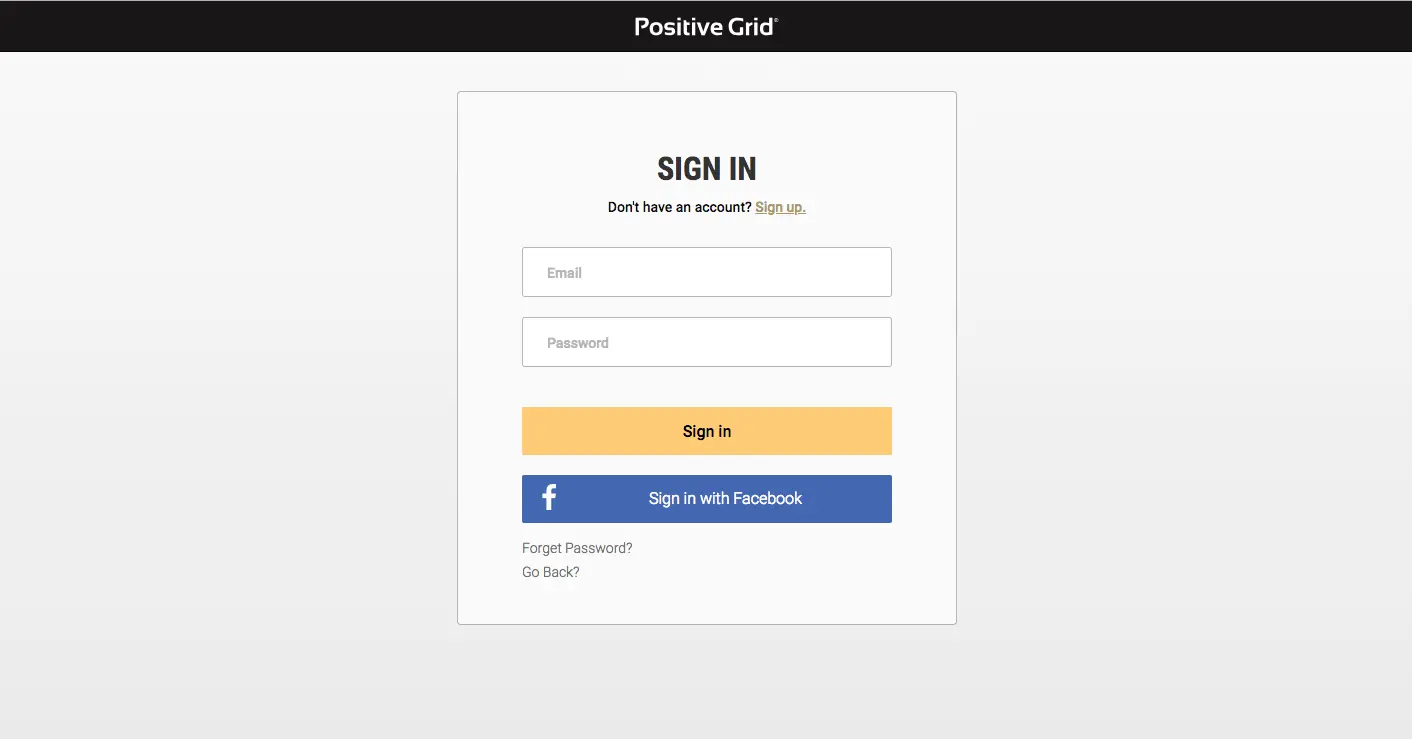 Positive Grid®
SIGN IN
Don't have an account? Sign up.
Email
Password
Sign in
Sign in with Facebook
Forget Password?
Go Back?